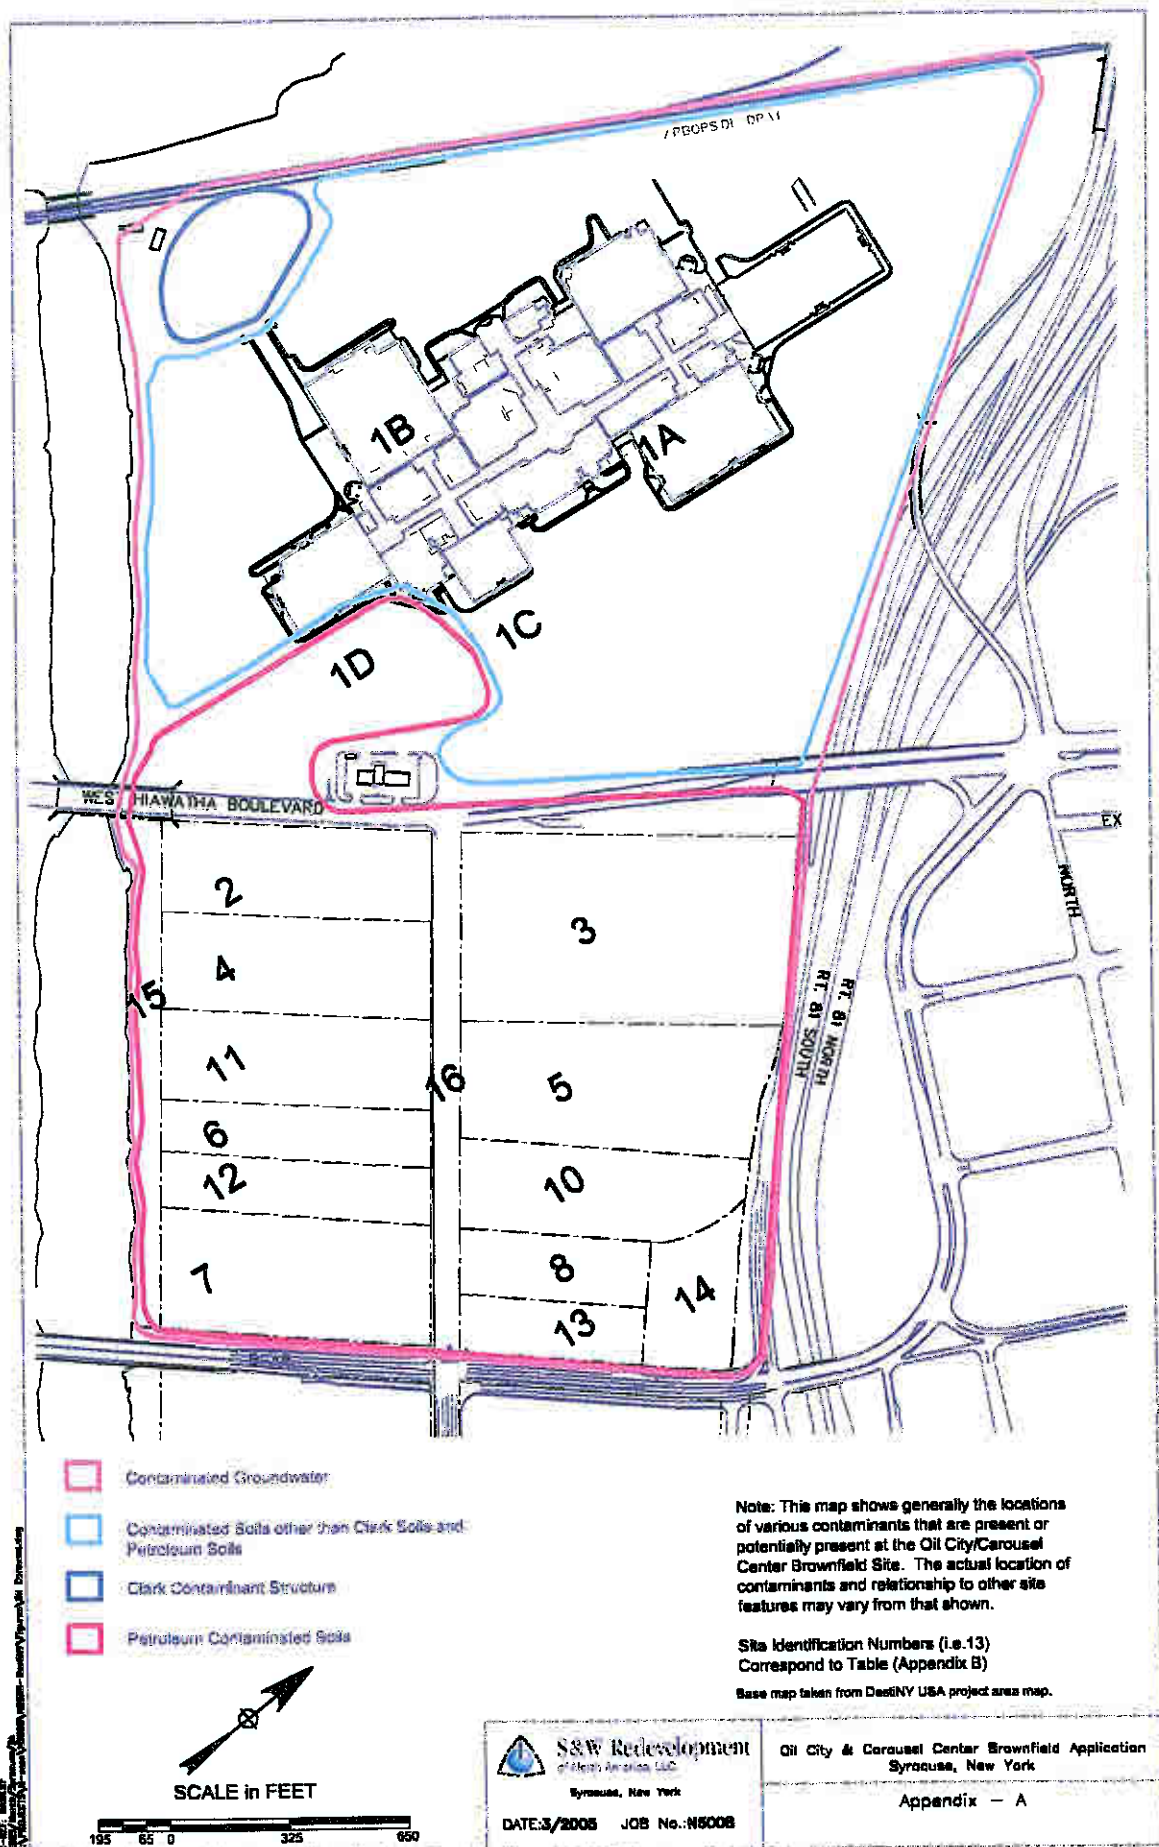 1B
1A
1C
1D
WES HIAWATHA BOULEVARD
EX
NORTH
2
3
4
15
RT. 81 NORTH
RT. 81 SOUTH
11
16
5
6
12
10
7
8
14
13
Contaminated Groundwater
Contaminated Soils other than Clark Soils and
Petroleum Soils
Clark Contaminant Structure
Petroleum Contaminated Soils
Note: This map shows generally the locations
of various contaminants that are present or
potentially present at the Oil City/Carousel
Center Brownfield Site. The actual location of
contaminants and relationship to other site
features may vary from that shown.
Site Identification Numbers (i.e.13)
Correspond to Table (Appendix B)
Base map taken from DestiNY USA project area map.
SCALE in FEET
195 65 0 325 650
S&W Redevelopment
of North America, LLC
Syracuse, New York
DATE:3/2005 JOB No.:N5008
Oil City & Carousel Center Brownfield Application
Syracuse, New York
Appendix - A